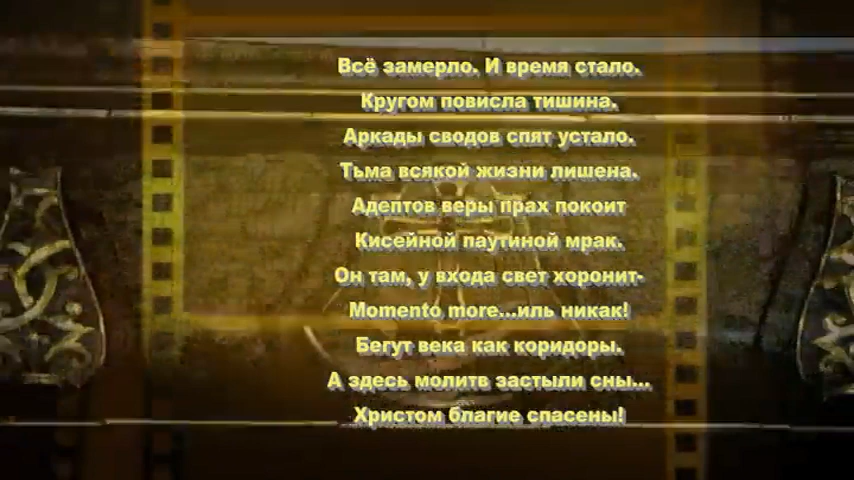 Всё замерло. И время стало.
Кругом повисла тишина.
Аркады сводов спят устало.
Тьма всякой жизни лишена.
Адептов веры прах покоит
Кисейной паутиной мрак.
Он там, у входа свет хоронит-
Momento more...иль никак!
Бегут века как коридоры.
А здесь молитв застыли сны...
Христом благие спасены!